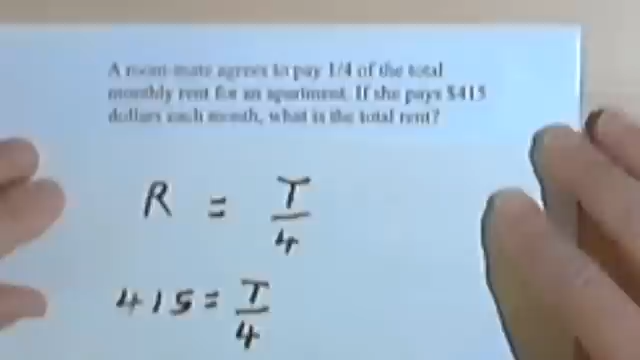 A room-mate agrees to pay 1/4 of the total
monthly rent for an apartment. If she pays $415
dollars each month, what is the total rent?
R = T/4
415 = T/4